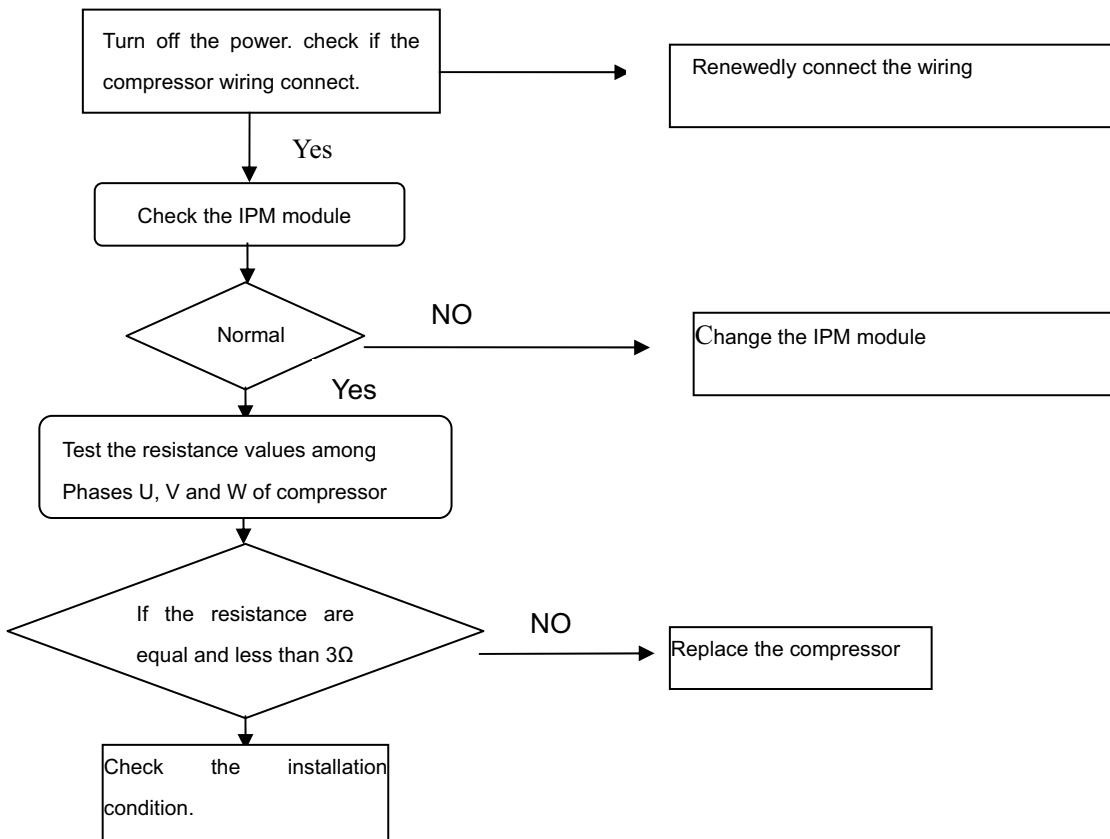 Turn off the power. check if the
compressor wiring connect.
Renewedly connect the wiring
Yes
Check the IPM module
Normal
NO
Change the IPM module
Yes
Test the resistance values among
Phases U, V and W of compressor
If the resistance are
equal and less than 3Ω
NO
Replace the compressor
Check the installation
condition.